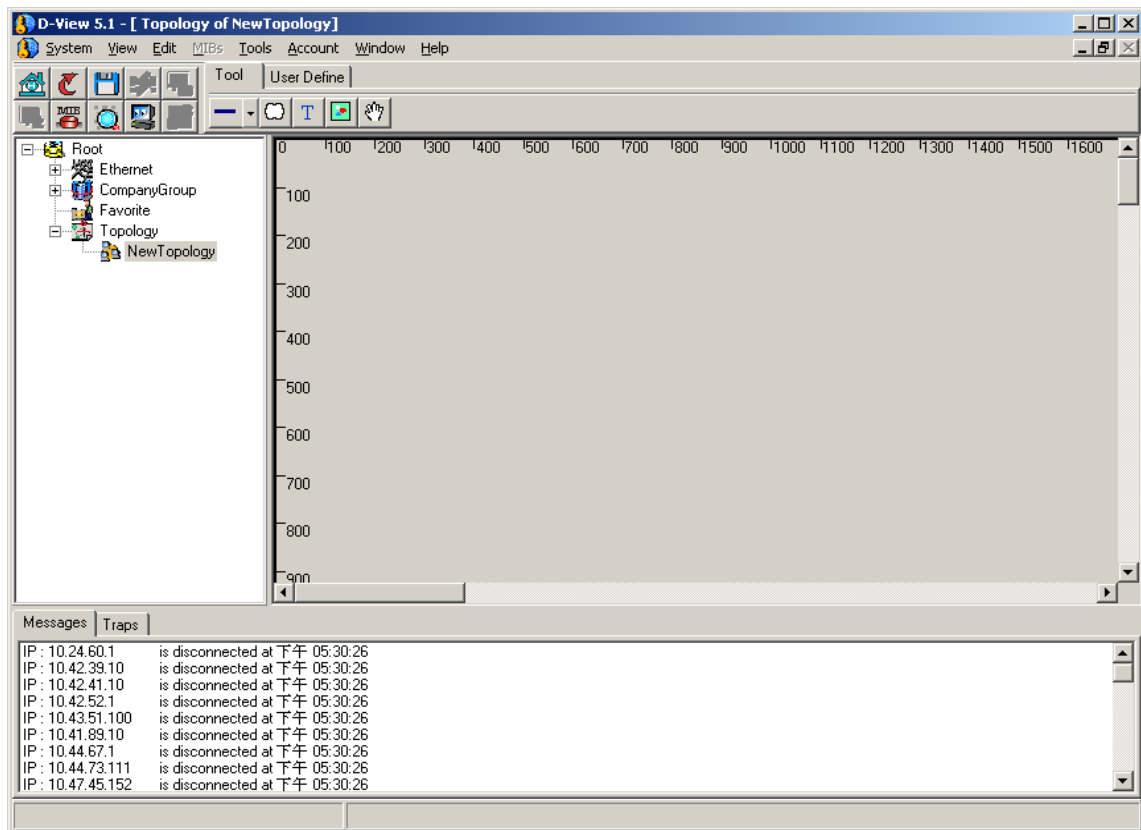 D-View 5.1 - [ Topology of NewTopology]
System View Edit MIBs Tools Account Window Help
Tool User Define
MIB
T
Root
Ethernet
CompanyGroup
Favorite
Topology
NewTopology
0 100 200 300 400 500 600 700 800 900 1000 1100 1200 1300 1400 1500 1600
100
200
300
400
500
600
700
800
900
Messages Traps
IP : 10.24.60.1 is disconnected at 下午 05:30:26
IP : 10.42.39.10 is disconnected at 下午 05:30:26
IP : 10.42.41.10 is disconnected at 下午 05:30:26
IP : 10.42.52.1 is disconnected at 下午 05:30:26
IP : 10.43.51.100 is disconnected at 下午 05:30:26
IP : 10.41.89.10 is disconnected at 下午 05:30:26
IP : 10.44.67.1 is disconnected at 下午 05:30:26
IP : 10.44.73.111 is disconnected at 下午 05:30:26
IP : 10.47.45.152 is disconnected at 下午 05:30:26